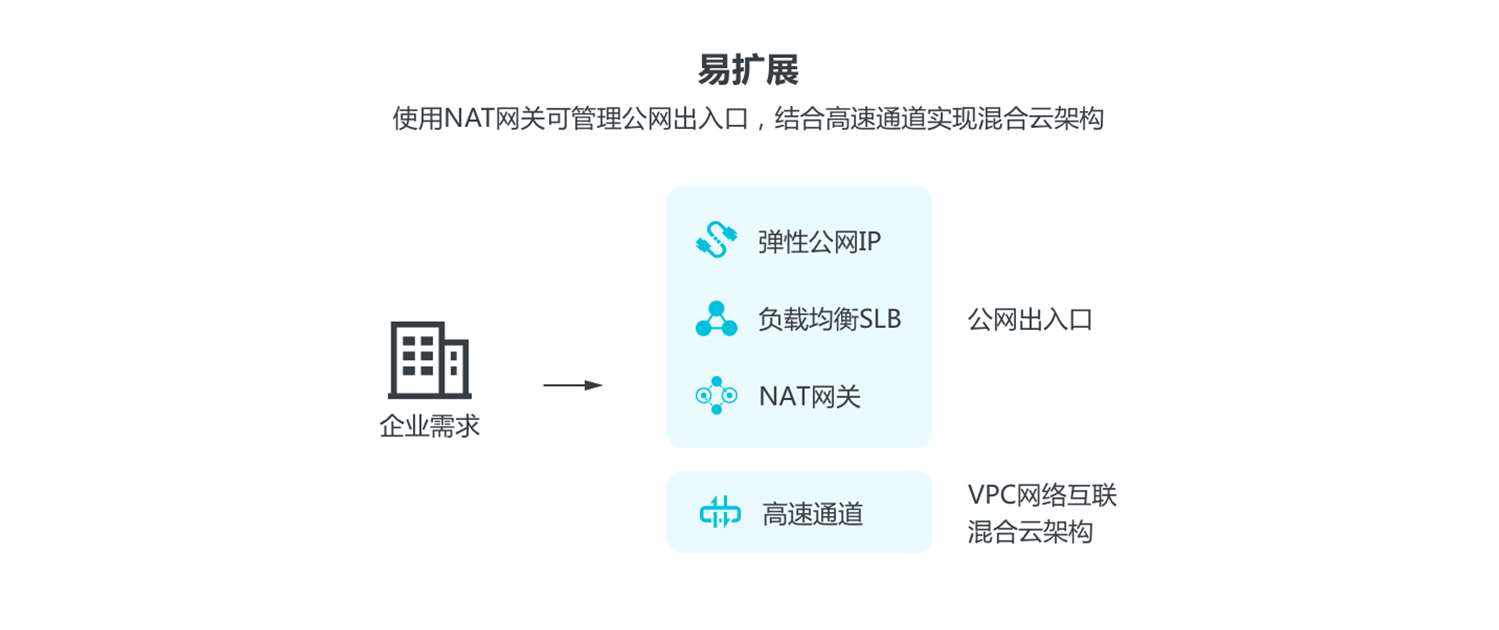 易扩展
使用NAT网关可管理公网出入口，结合高速通道实现混合云架构
弹性公网IP
负载均衡SLB
公网出入口
NAT网关
企业需求
高速通道
VPC网络互联
混合云架构